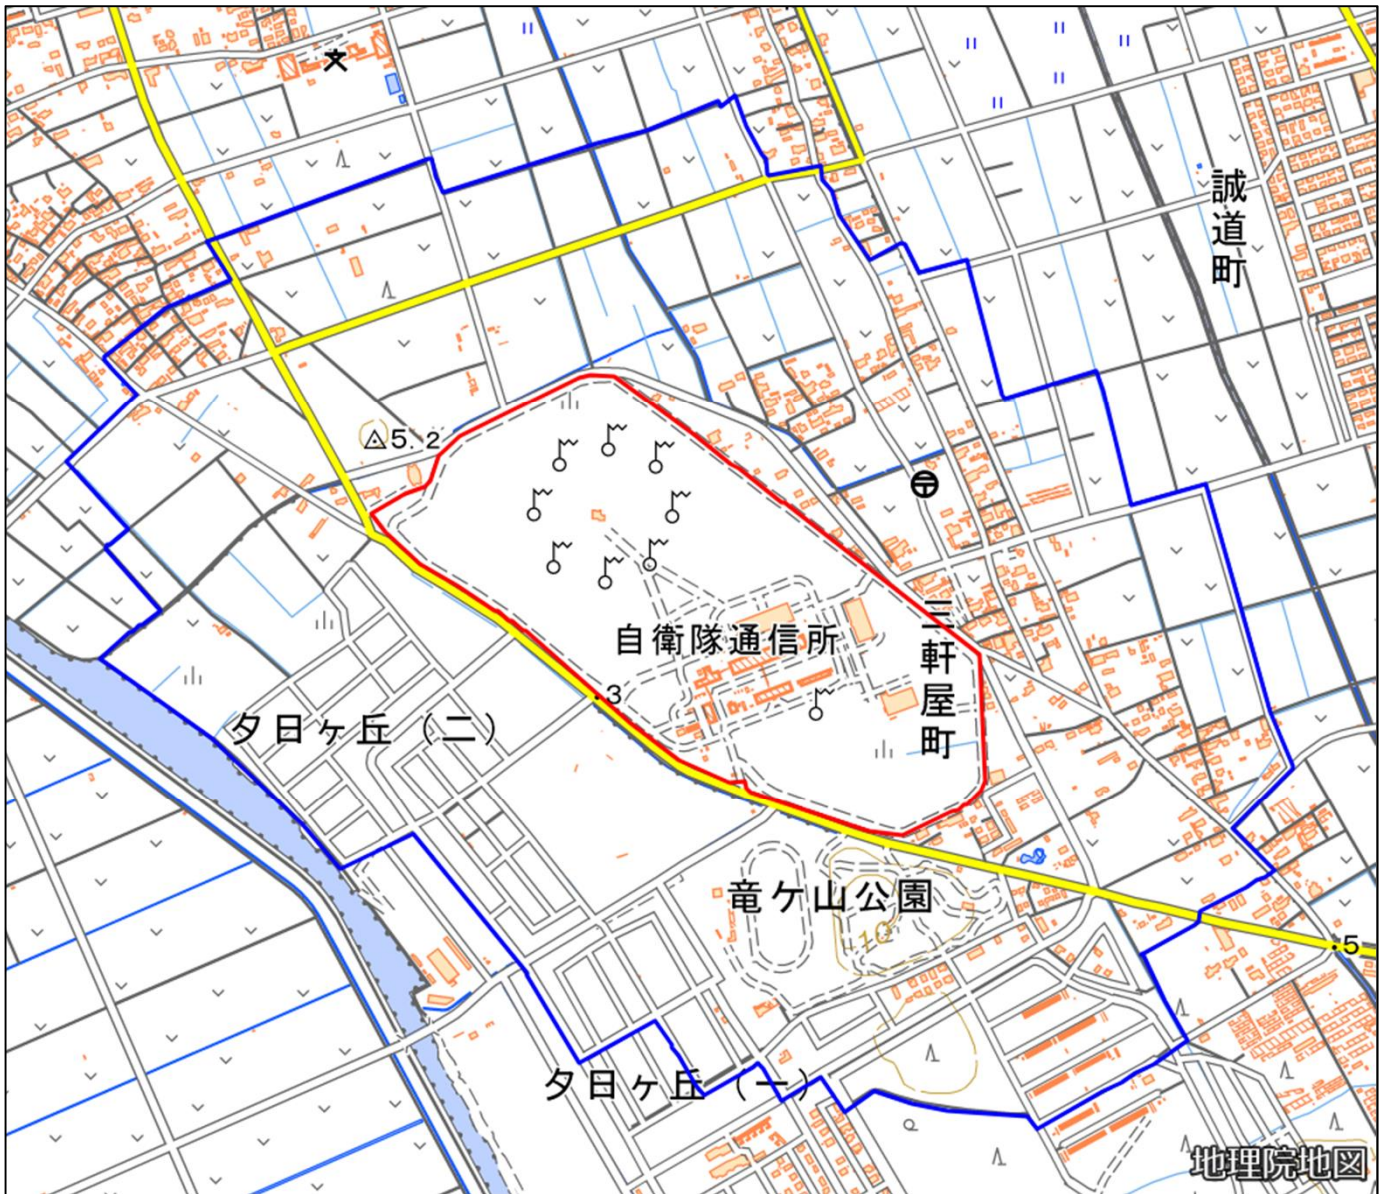 誠道町
5.2
自衛隊通信所
三軒屋町
.3
夕日ヶ丘(二)
竜ケ山公園
10
.5
夕日ヶ丘(一)
地理院地図